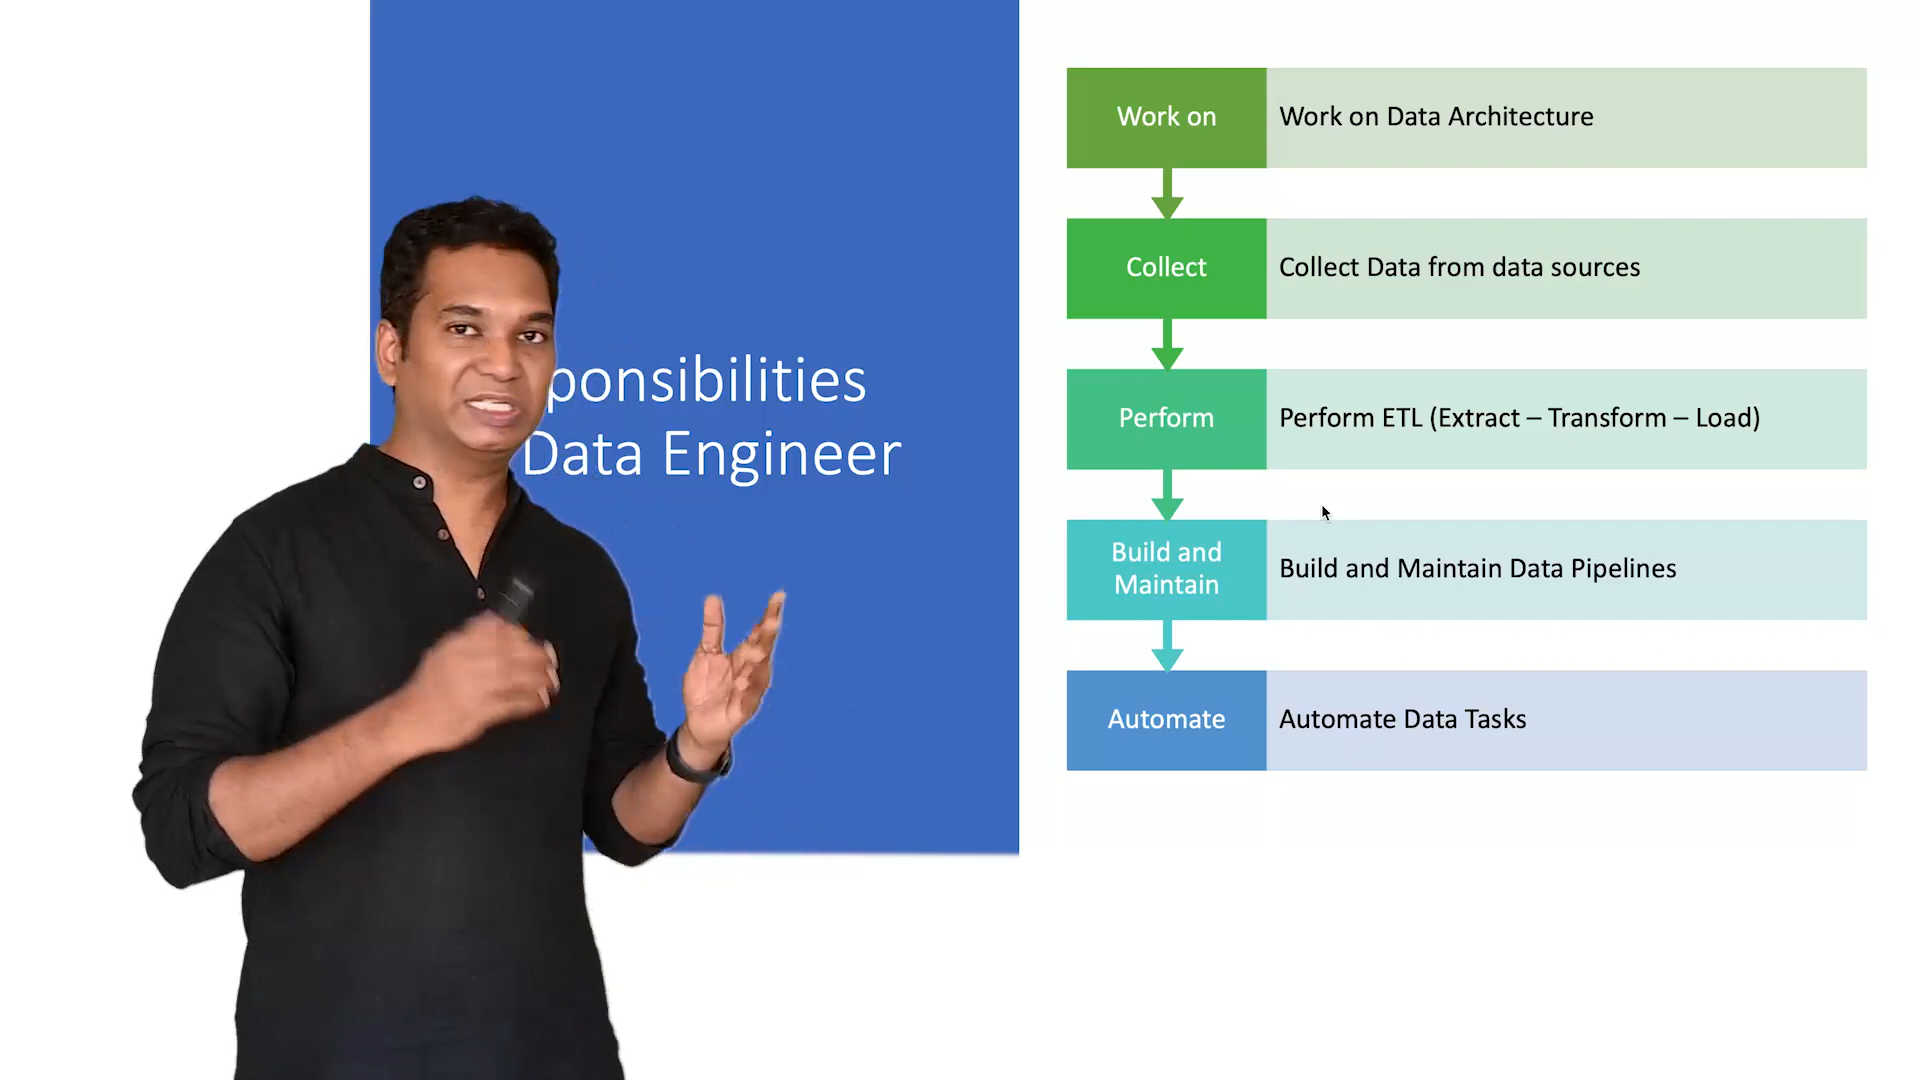 ponsibilities
Data Engineer
Work on
Work on Data Architecture
Collect
Collect Data from data sources
Perform
Perform ETL (Extract – Transform – Load)
Build and
Maintain
Build and Maintain Data Pipelines
Automate
Automate Data Tasks